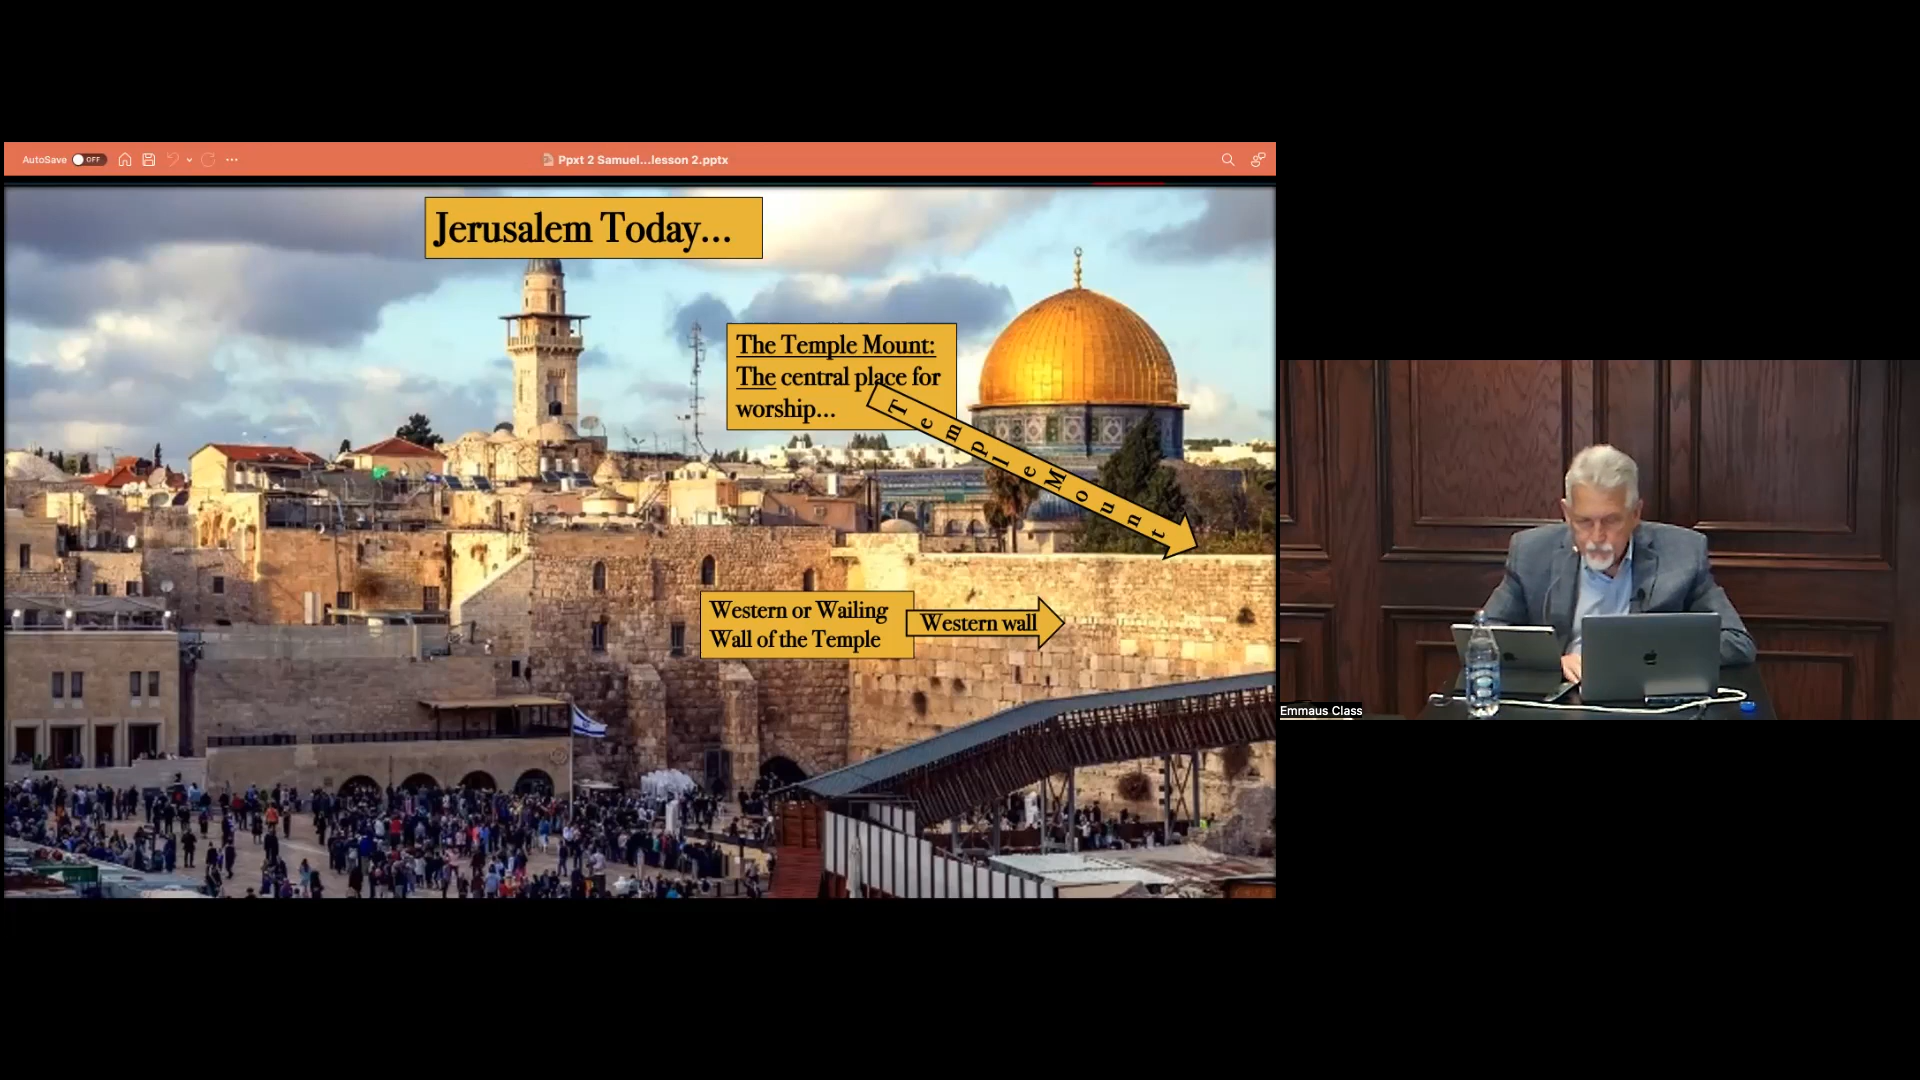 AutoSave OFF
Ppxt 2 Samuel...lesson 2.pptx
Jerusalem Today...
The Temple Mount:
The central place for
worship...
Temple Mount
Western or Wailing
Wall of the Temple
Western wall
Emmaus Class